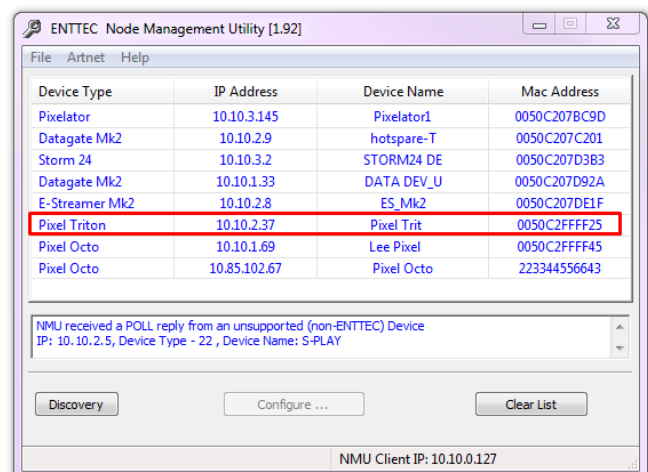 ENTTEC Node Management Utility [1.92]
File Artnet Help
Device Type IP Address Device Name Mac Address
Pixelator 10.10.3.145 Pixelator1 0050C207BC9D
Datagate Mk2 10.10.2.9 hotspare-T 0050C207C201
Storm 24 10.10.3.2 STORM24 DE 0050C207D3B3
Datagate Mk2 10.10.1.33 DATA DEV_U 0050C207D92A
E-Streamer Mk2 10.10.2.8 ES_Mk2 0050C207DE1F
Pixel Triton 10.10.2.37 Pixel Trit 0050C2FFFF25
Pixel Octo 10.10.1.69 Lee Pixel 0050C2FFFF45
Pixel Octo 10.85.102.67 Pixel Octo 223344556643
NMU received a POLL reply from an unsupported (non-ENTTEC) Device
IP: 10.10.2.5, Device Type - 22 , Device Name: S-PLAY
Discovery Configure ... Clear List
NMU Client IP: 10.10.0.127